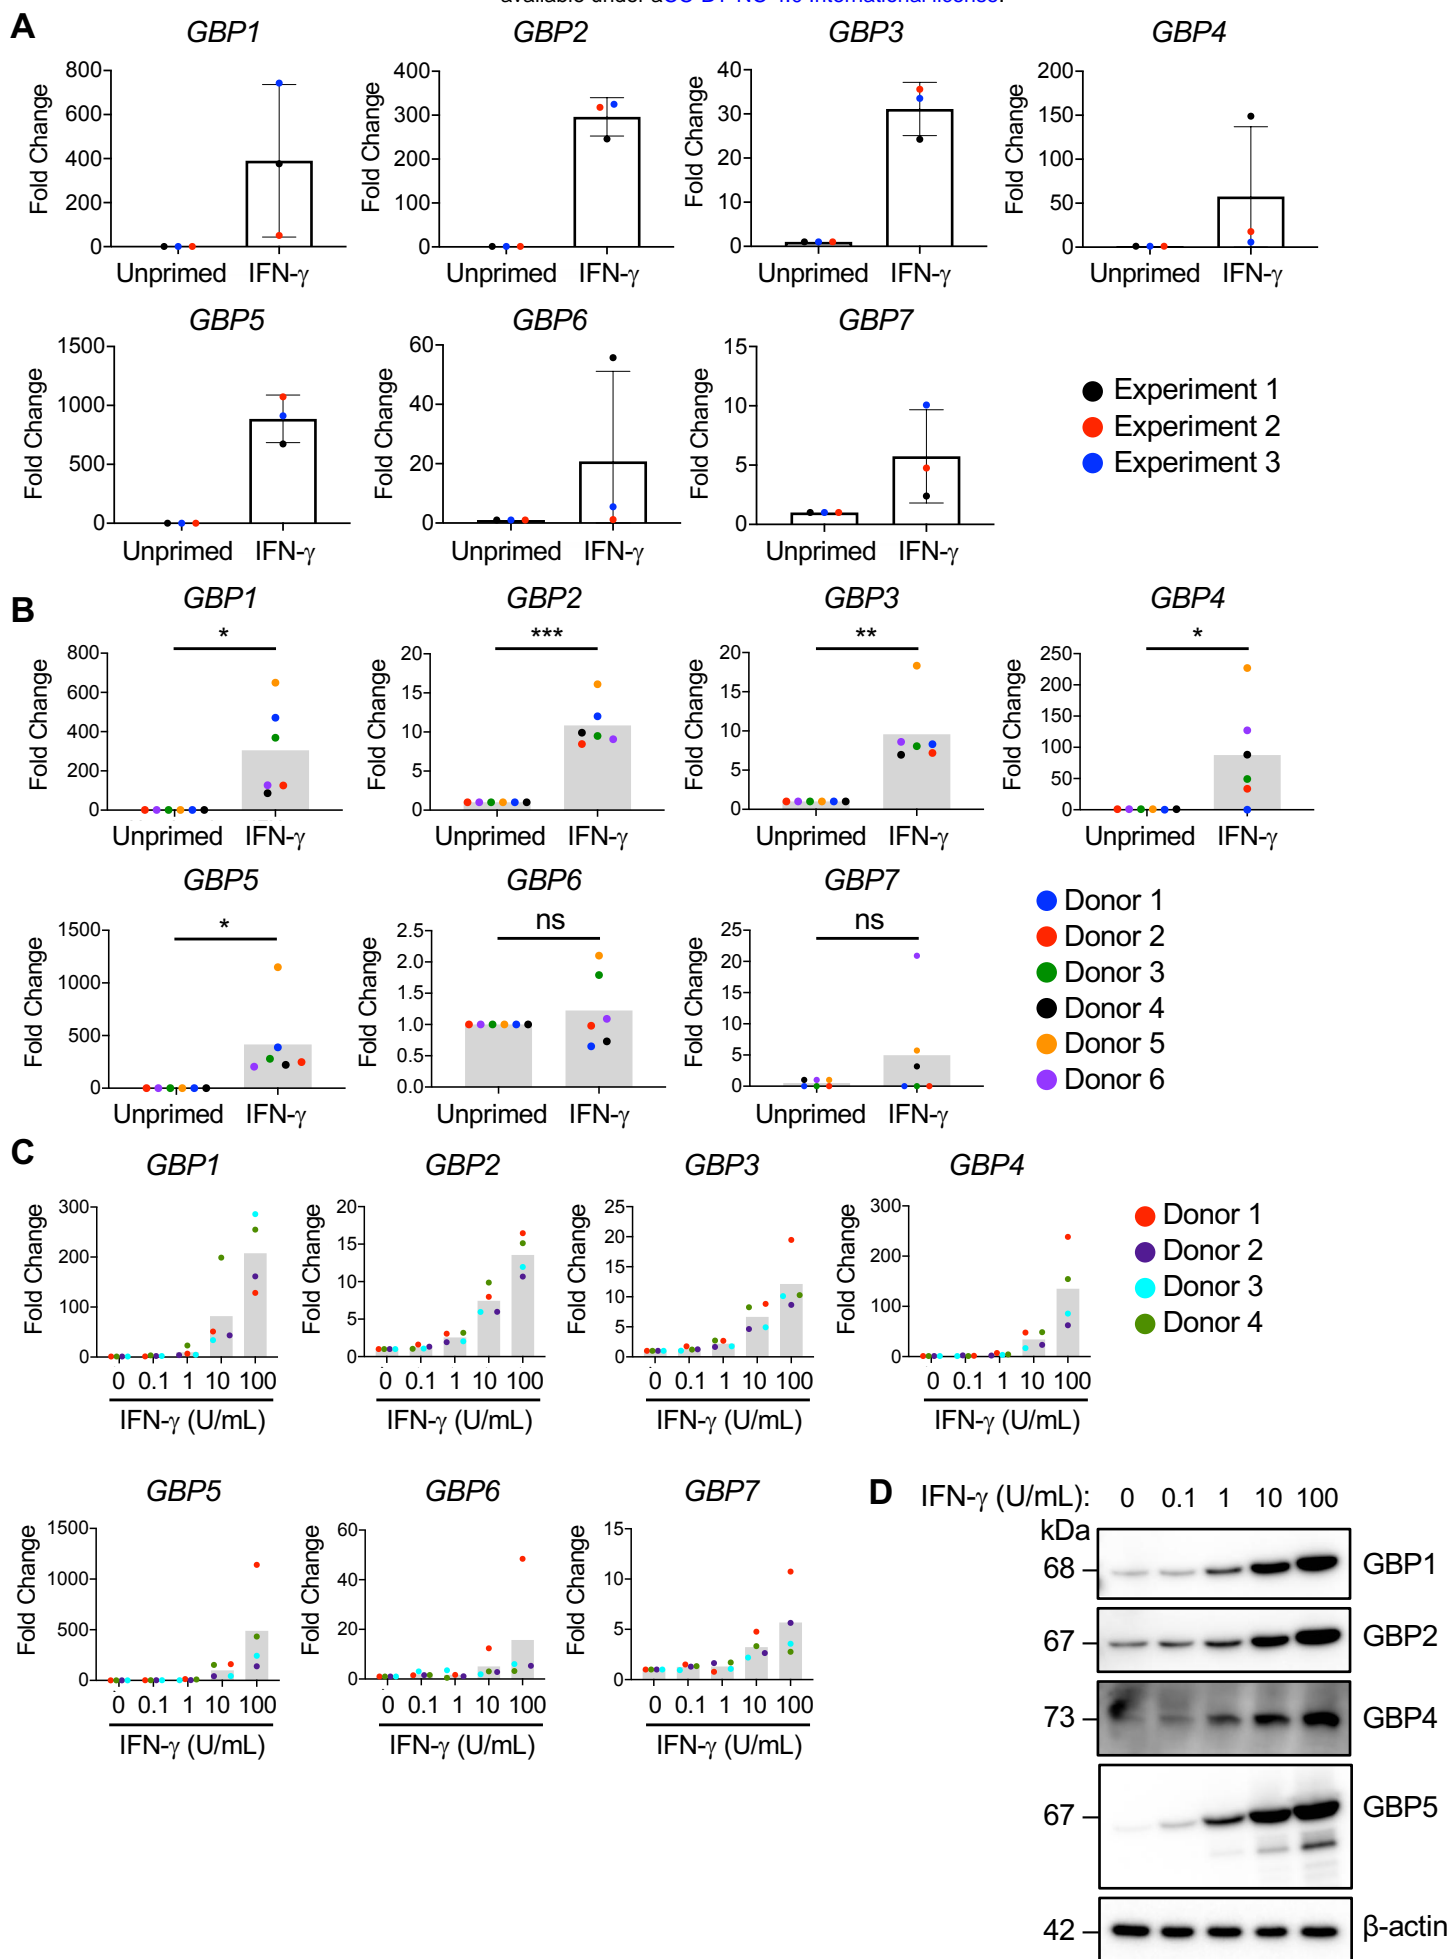 available under aCC-BY-NC 4.0 International license.
A
GBP1 GBP2 GBP3 GBP4
Fold Change 800 600 400 200 0 Unprimed IFN-γ
Fold Change 400 300 200 100 0 Unprimed IFN-γ
Fold Change 40 30 20 10 0 Unprimed IFN-γ
Fold Change 200 150 100 50 0 Unprimed IFN-γ
GBP5 GBP6 GBP7
Fold Change 1500 1000 500 0 Unprimed IFN-γ
Fold Change 60 40 20 0 Unprimed IFN-γ
Fold Change 15 10 5 0 Unprimed IFN-γ
Experiment 1
Experiment 2
Experiment 3
B
GBP1 GBP2 GBP3 GBP4
* *** ** *
Fold Change 800 600 400 200 0 Unprimed IFN-γ
Fold Change 20 15 10 5 0 Unprimed IFN-γ
Fold Change 20 15 10 5 0 Unprimed IFN-γ
Fold Change 250 200 150 100 50 0 Unprimed IFN-γ
GBP5 GBP6 GBP7
* ns ns
Fold Change 1500 1000 500 0 Unprimed IFN-γ
Fold Change 2.5 2.0 1.5 1.0 0.5 0.0 Unprimed IFN-γ
Fold Change 25 20 15 10 5 0 Unprimed IFN-γ
Donor 1
Donor 2
Donor 3
Donor 4
Donor 5
Donor 6
C
GBP1 GBP2 GBP3 GBP4
Fold Change 300 200 100 0 0 0.1 1 10 100 IFN-γ (U/mL)
Fold Change 20 15 10 5 0 0 0.1 1 10 100 IFN-γ (U/mL)
Fold Change 25 20 15 10 5 0 0 0.1 1 10 100 IFN-γ (U/mL)
Fold Change 300 200 100 0 0 0.1 1 10 100 IFN-γ (U/mL)
Donor 1
Donor 2
Donor 3
Donor 4
GBP5 GBP6 GBP7
Fold Change 1500 1000 500 0 0 0.1 1 10 100 IFN-γ (U/mL)
Fold Change 60 40 20 0 0 0.1 1 10 100 IFN-γ (U/mL)
Fold Change 15 10 5 0 0 0.1 1 10 100 IFN-γ (U/mL)
D IFN-γ (U/mL): 0 0.1 1 10 100
kDa
68 GBP1
67 GBP2
73 GBP4
67 GBP5
42 β-actin